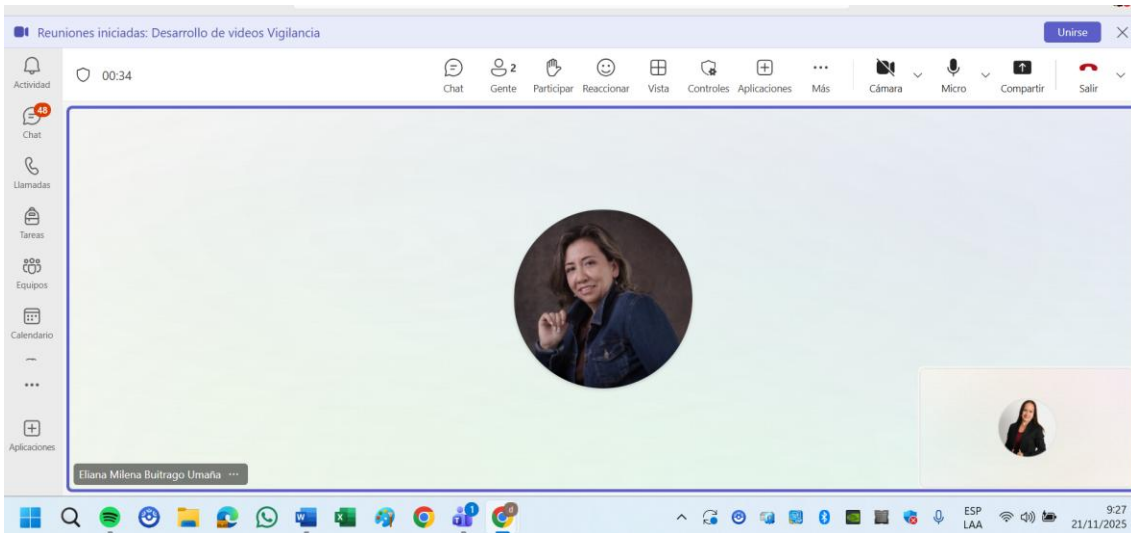 Reuniones iniciadas: Desarrollo de videos Vigilancia
Unirse
Actividad
00:34
Chat
2
Gente
Participar
Reaccionar
Vista
Controles
Aplicaciones
Más
Cámara
Micro
Compartir
Salir
48
Chat
Llamadas
Tareas
Equipos
Calendario
Aplicaciones
Eliana Milena Buitrago Umaña
1
d
ESP
LAA
9:27
21/11/2025